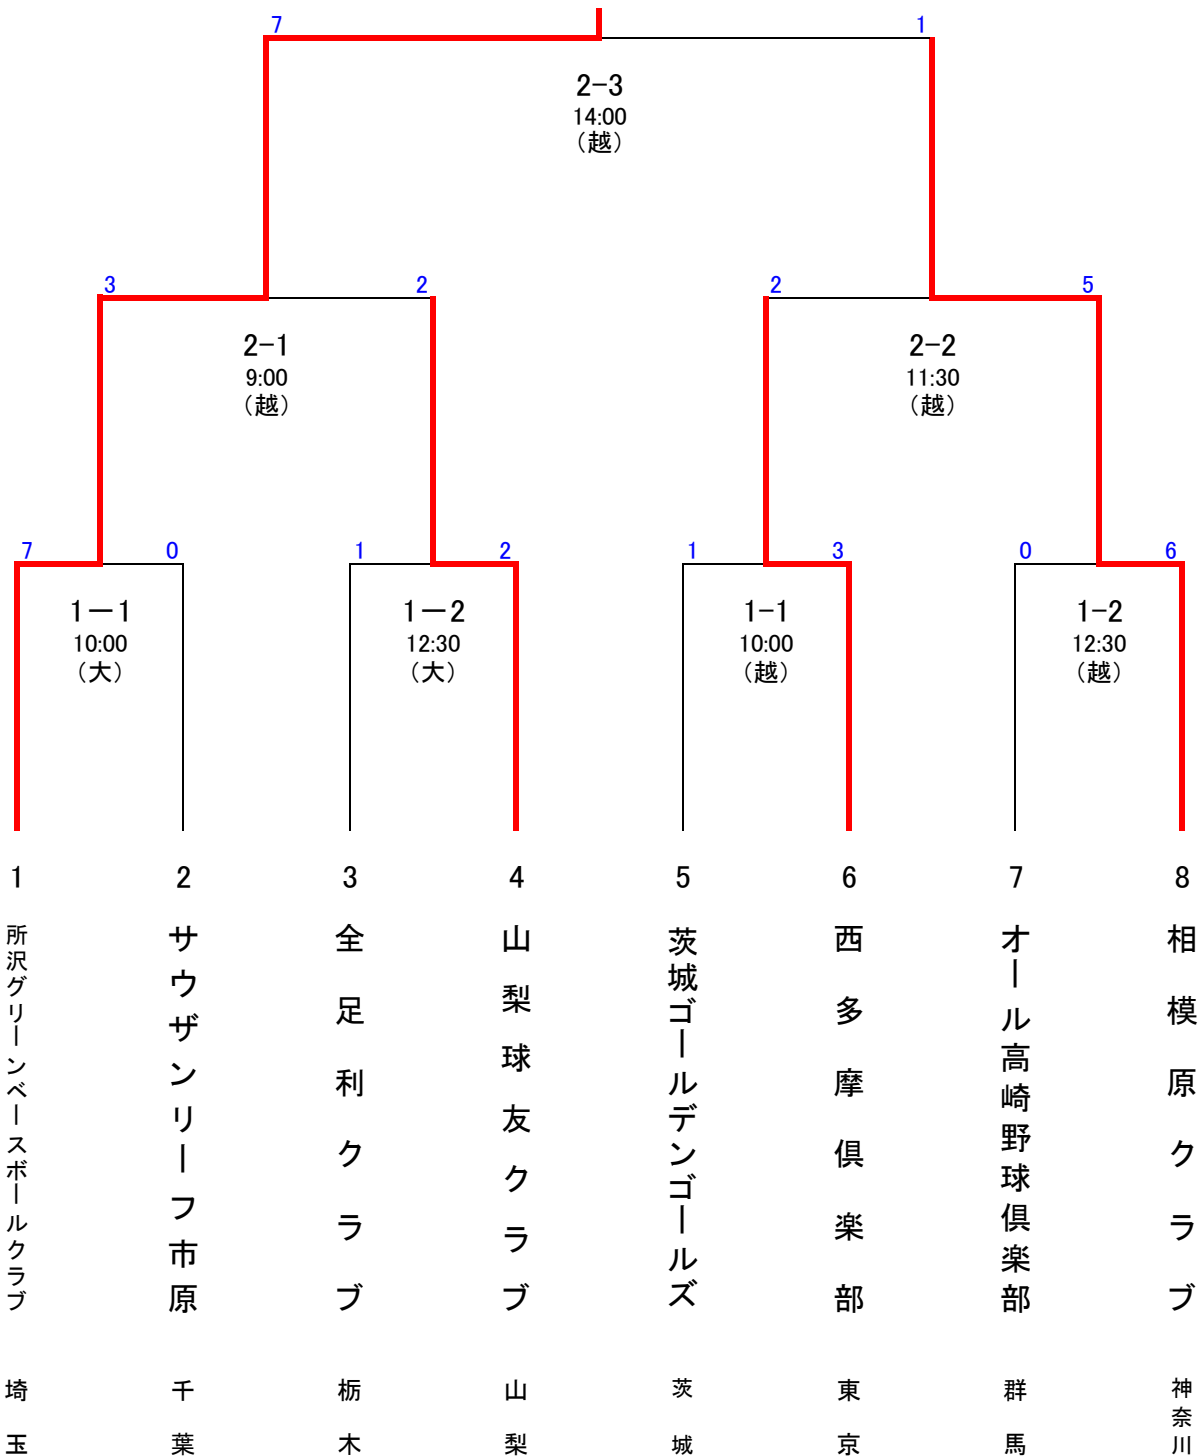 7 1
2-3
14:00
（越）
3 2 2 5
2-1 2-2
9:00 11:30
（越） （越）
7 0 1 2 1 3 0 6
1ー1 1ー2 1-1 1-2
10:00 12:30 10:00 12:30
（大） （大） （越） （越）
1 2 3 4 5 6 7 8
所沢グリーンベースボールクラブ
サウザンリーフ市原
全足利クラブ
山梨球友クラブ
茨城ゴールデンゴールズ
西多摩倶楽部
オール高崎野球倶楽部
相模原クラブ
埼玉
千葉
栃木
山梨
茨城
東京
群馬
神奈川